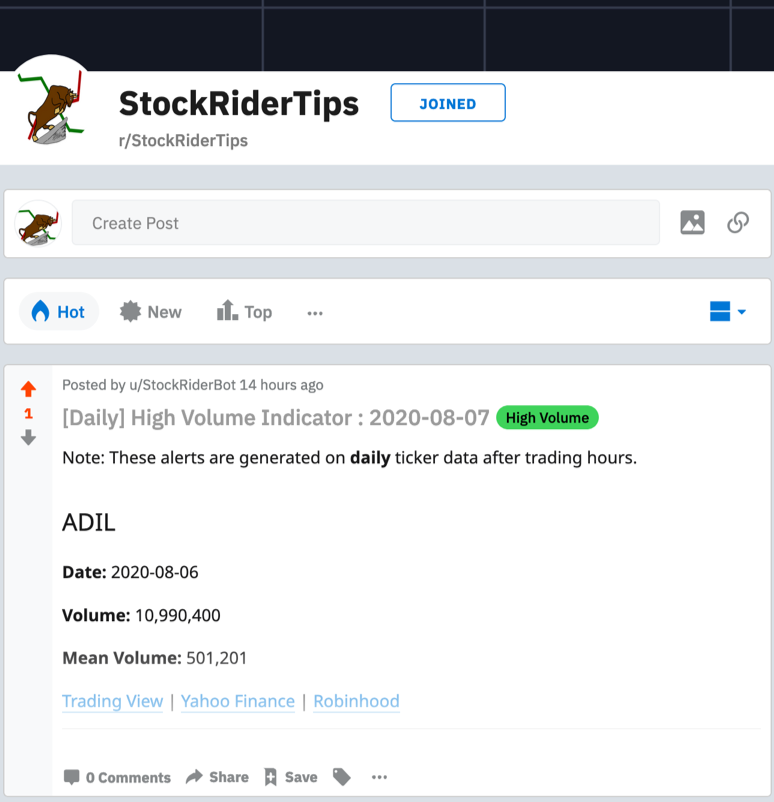 StockRiderTips
JOINED
r/StockRiderTips
Create Post
Hot
New
Top
Posted by u/StockRiderBot 14 hours ago
1
[Daily] High Volume Indicator : 2020-08-07 High Volume
Note: These alerts are generated on daily ticker data after trading hours.
ADIL
Date: 2020-08-06
Volume: 10,990,400
Mean Volume: 501,201
Trading View | Yahoo Finance | Robinhood
0 Comments Share Save